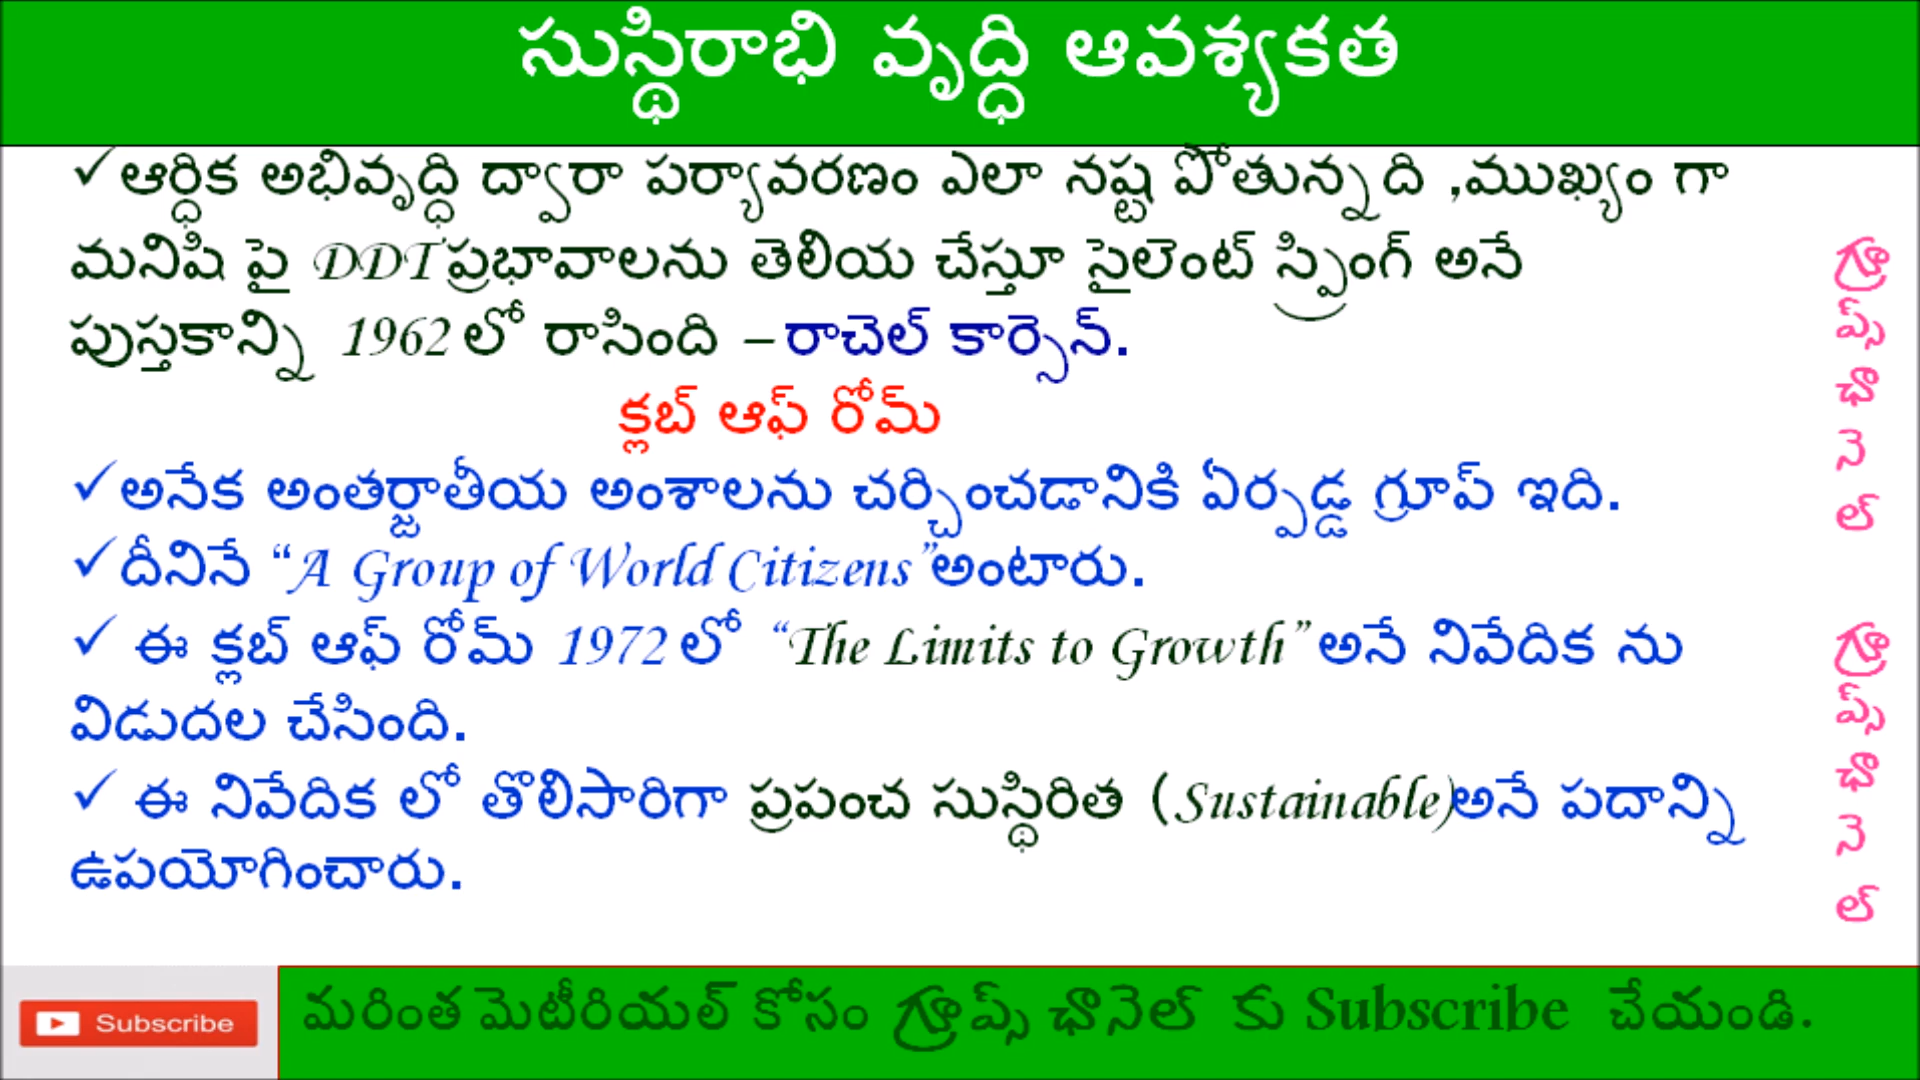 సుస్థిరాభి వృద్ధి ఆవశ్యకత
✓ఆర్ధిక అభివృద్ధి ద్వారా పర్యావరణం ఎలా నష్ట పోతున్నది ,ముఖ్యం గా
మనిషి పై DDT ప్రభావాలను తెలియ చేస్తూ సైలెంట్ స్ప్రింగ్ అనే
పుస్తకాన్ని 1962 లో రాసింది – రాచెల్ కార్సెన్.
క్లబ్ ఆఫ్ రోమ్
✓అనేక అంతర్జాతీయ అంశాలను చర్చించడానికి ఏర్పడ్డ గ్రూప్ ఇది.
✓దీనినే “A Group of World Citizens”అంటారు.
✓ ఈ క్లబ్ ఆఫ్ రోమ్ 1972 లో “The Limits to Growth” అనే నివేదిక ను
విడుదల చేసింది.
✓ ఈ నివేదిక లో తొలిసారిగా ప్రపంచ సుస్థిరిత (Sustainable)అనే పదాన్ని
ఉపయోగించారు.
గ్రూప్స్ ఛానెల్
గ్రూప్స్ ఛానెల్
Subscribe
మరింత మెటీరియల్ కోసం గ్రూప్స్ ఛానెల్ కు Subscribe చేయండి.